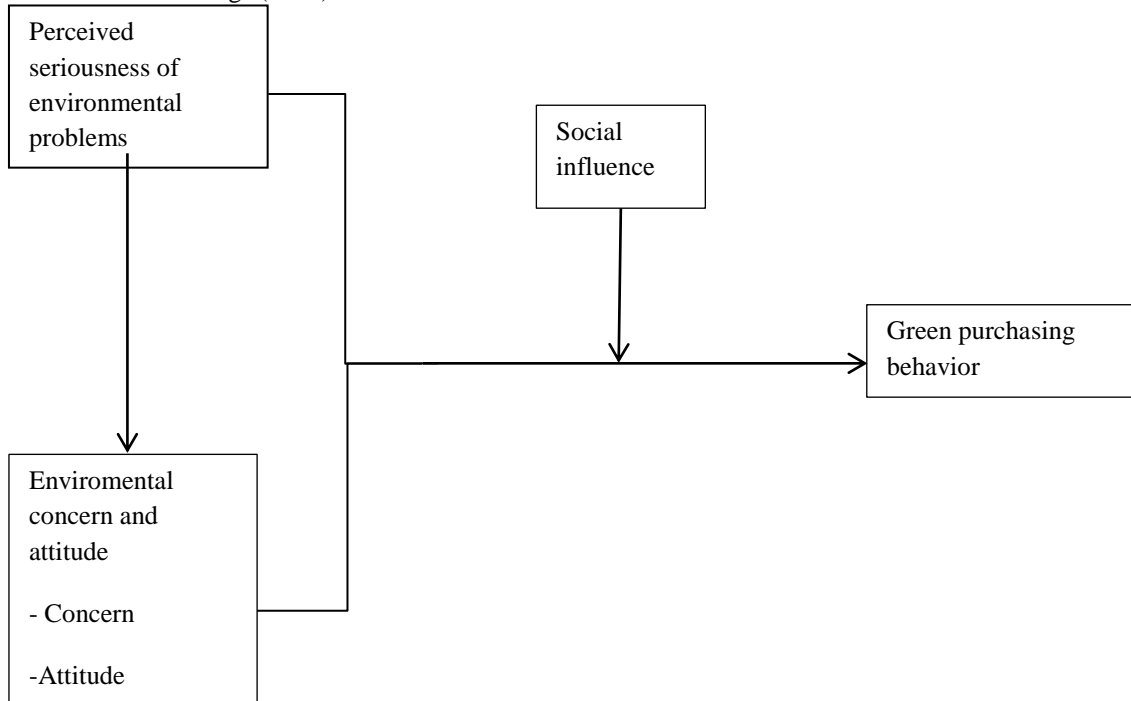 Perceived
seriousness of
environmental
problems
Social
influence
Green purchasing
behavior
Enviromental
concern and
attitude
- Concern
-Attitude